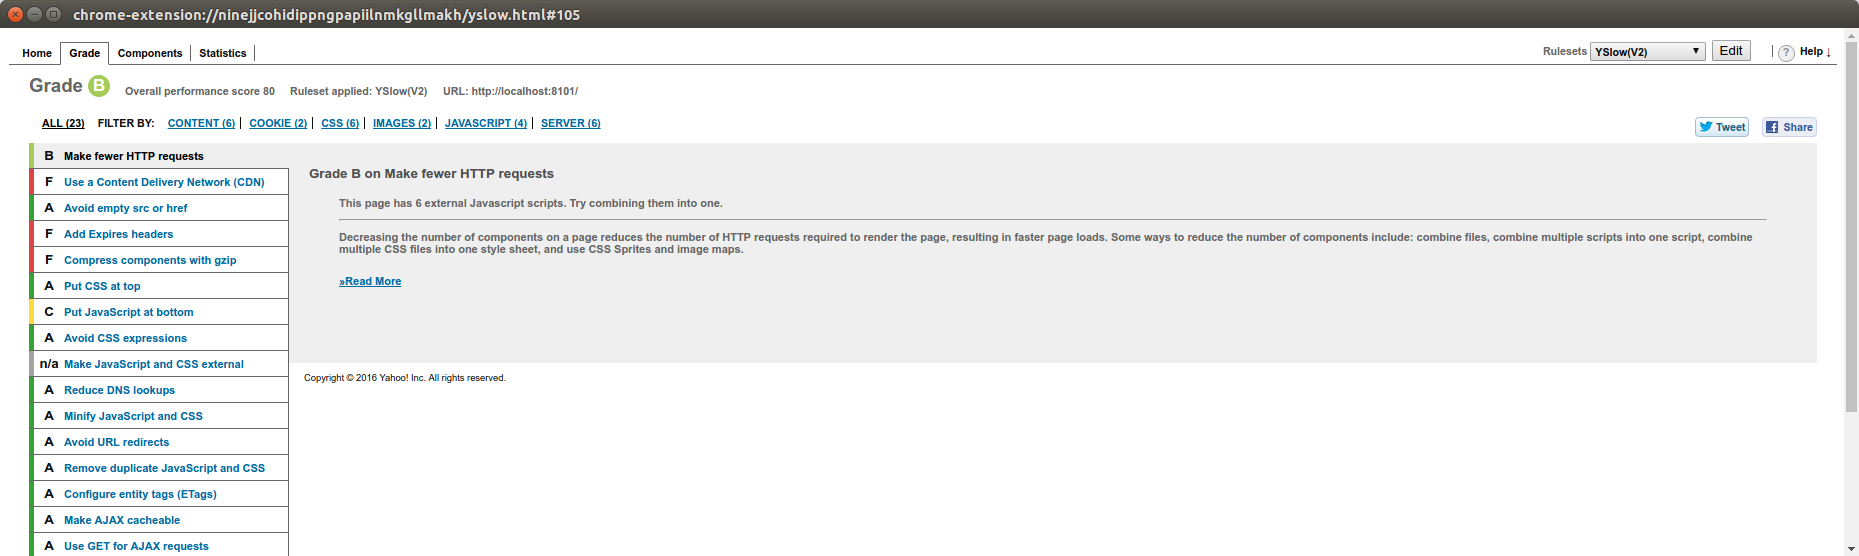 chrome-extension://ninejjcohidippngpapiilnmkgllmakh/yslow.html#105
Home Grade Components Statistics
Rulesets YSlow(V2) Edit ? Help ↓
Grade B Overall performance score 80 Ruleset applied: YSlow(V2) URL: http://localhost:8101/
ALL (23) FILTER BY: CONTENT (6) COOKIE (2) CSS (6) IMAGES (2) JAVASCRIPT (4) SERVER (6)
Tweet Share
B Make fewer HTTP requests
F Use a Content Delivery Network (CDN)
A Avoid empty src or href
F Add Expires headers
F Compress components with gzip
A Put CSS at top
C Put JavaScript at bottom
A Avoid CSS expressions
n/a Make JavaScript and CSS external
A Reduce DNS lookups
A Minify JavaScript and CSS
A Avoid URL redirects
A Remove duplicate JavaScript and CSS
A Configure entity tags (ETags)
A Make AJAX cacheable
A Use GET for AJAX requests
Grade B on Make fewer HTTP requests
This page has 6 external Javascript scripts. Try combining them into one.
Decreasing the number of components on a page reduces the number of HTTP requests required to render the page, resulting in faster page loads. Some ways to reduce the number of components include: combine files, combine multiple scripts into one script, combine
multiple CSS files into one style sheet, and use CSS Sprites and image maps.
»Read More
Copyright © 2016 Yahoo! Inc. All rights reserved.